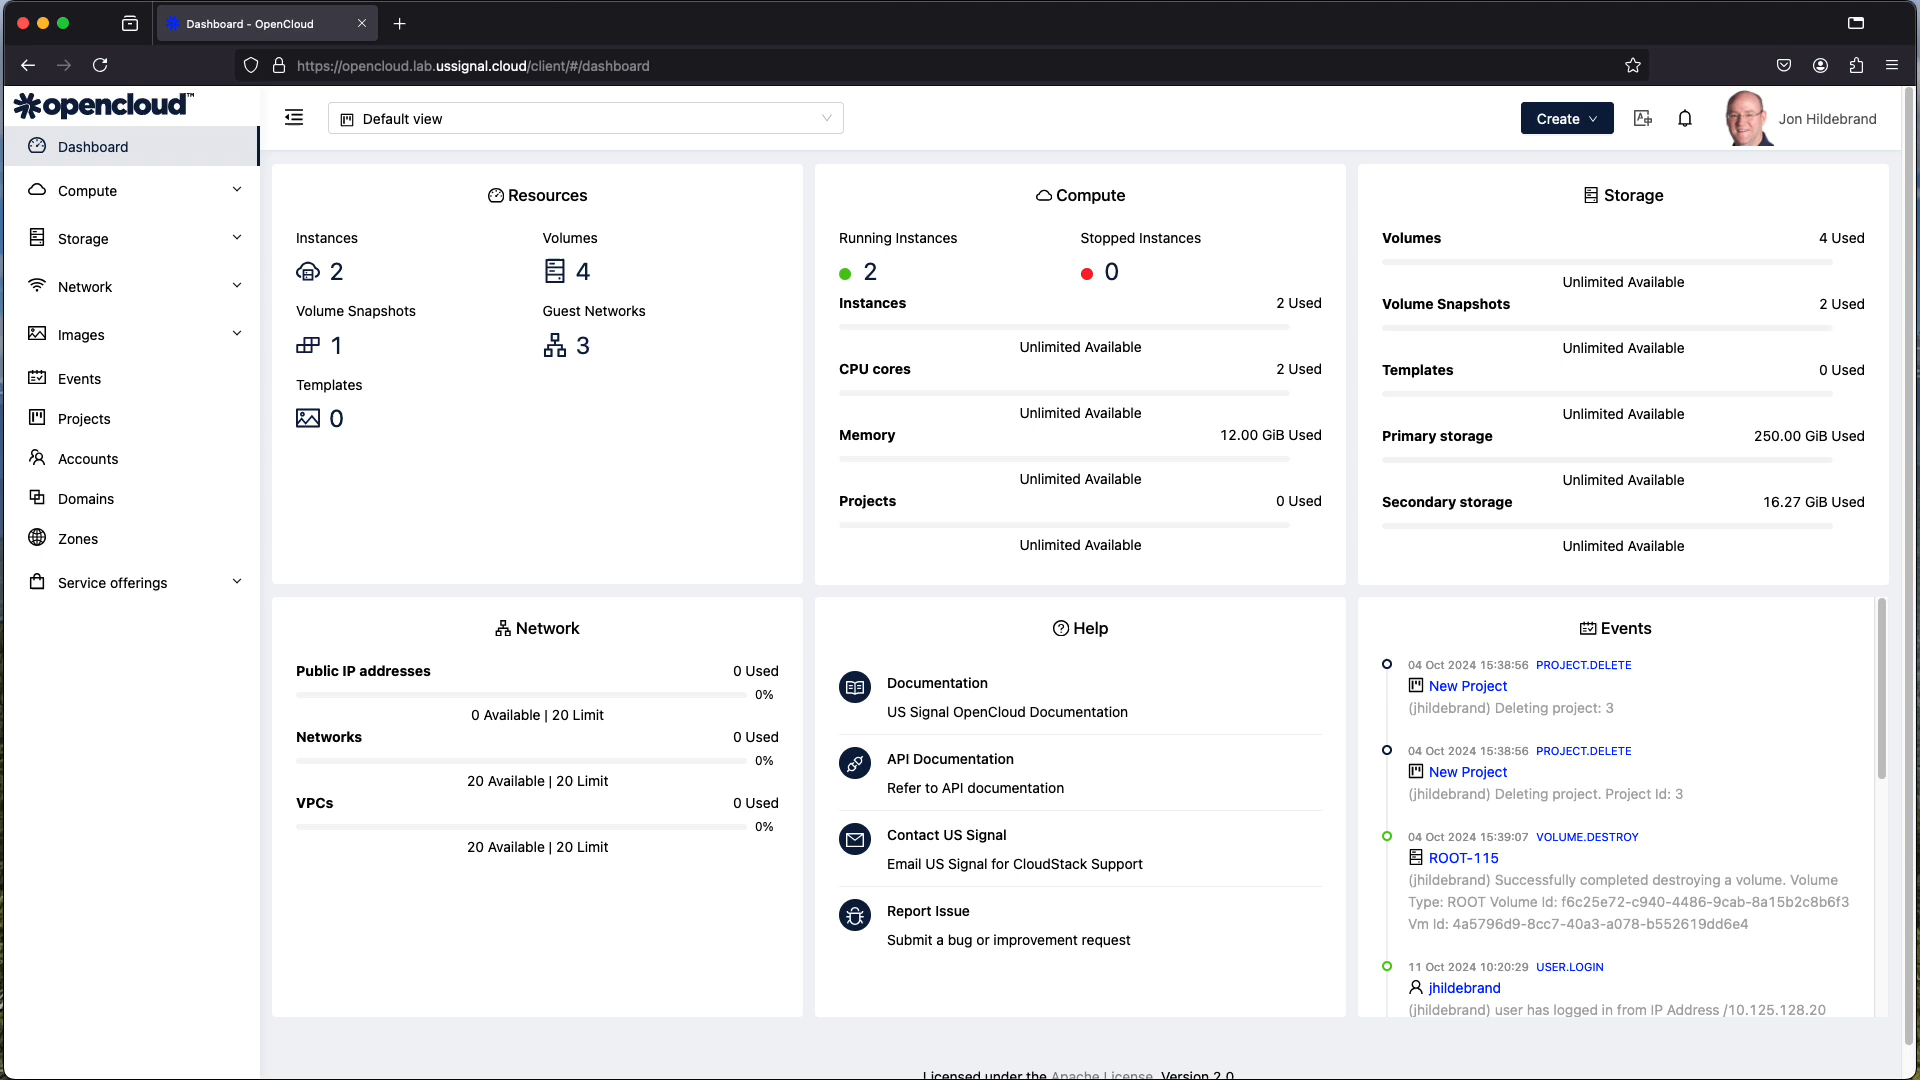 Dashboard - OpenCloud
https://opencloud.lab.ussignal.cloud/client/#/dashboard
opencloud™
Default view
Create
Jon Hildebrand
Dashboard
Compute
Storage
Network
Images
Events
Projects
Accounts
Domains
Zones
Service offerings
Resources
Instances
2
Volumes
4
Volume Snapshots
1
Guest Networks
3
Templates
0
Compute
Running Instances
2
Stopped Instances
0
Instances 2 Used
Unlimited Available
CPU cores 2 Used
Unlimited Available
Memory 12.00 GiB Used
Unlimited Available
Projects 0 Used
Unlimited Available
Storage
Volumes 4 Used
Unlimited Available
Volume Snapshots 2 Used
Unlimited Available
Templates 0 Used
Unlimited Available
Primary storage 250.00 GiB Used
Unlimited Available
Secondary storage 16.27 GiB Used
Unlimited Available
Network
Public IP addresses 0 Used
0%
0 Available | 20 Limit
Networks 0 Used
0%
20 Available | 20 Limit
VPCs 0 Used
0%
20 Available | 20 Limit
Help
Documentation
US Signal OpenCloud Documentation
API Documentation
Refer to API documentation
Contact US Signal
Email US Signal for CloudStack Support
Report Issue
Submit a bug or improvement request
Events
04 Oct 2024 15:38:56 PROJECT.DELETE
New Project
(jhildebrand) Deleting project: 3
04 Oct 2024 15:38:56 PROJECT.DELETE
New Project
(jhildebrand) Deleting project. Project Id: 3
04 Oct 2024 15:39:07 VOLUME.DESTROY
ROOT-115
(jhildebrand) Successfully completed destroying a volume. Volume
Type: ROOT Volume Id: f6c25e72-c940-4486-9cab-8a15b2c8b6f3
Vm Id: 4a5796d9-8cc7-40a3-a078-b552619dd6e4
11 Oct 2024 10:20:29 USER.LOGIN
jhildebrand
(jhildebrand) user has logged in from IP Address /10.125.128.20
Licensed under the Apache License, Version 2.0